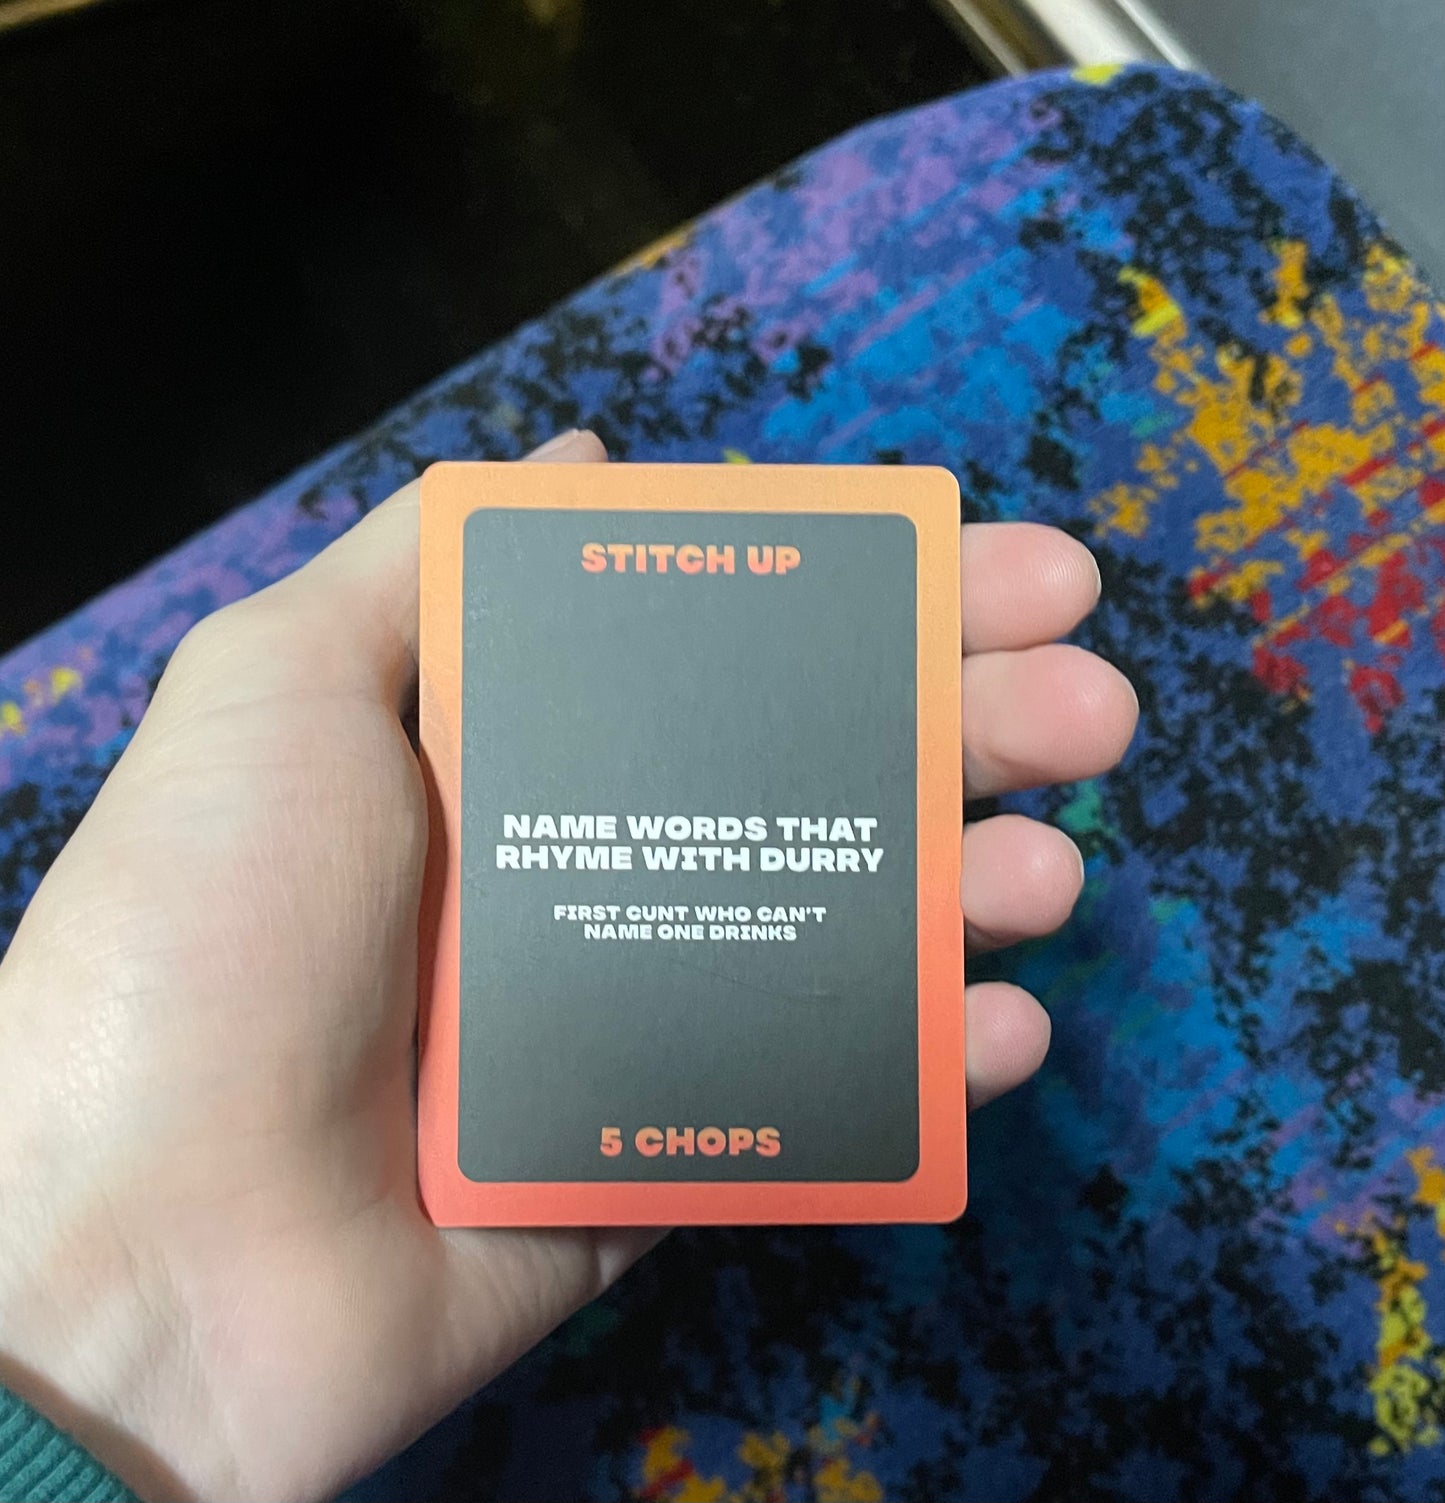 STITCH UP
NAME WORDS THAT
RHYME WITH DURRY
FIRST CUNT WHO CAN'T
NAME ONE DRINKS
5 CHOPS